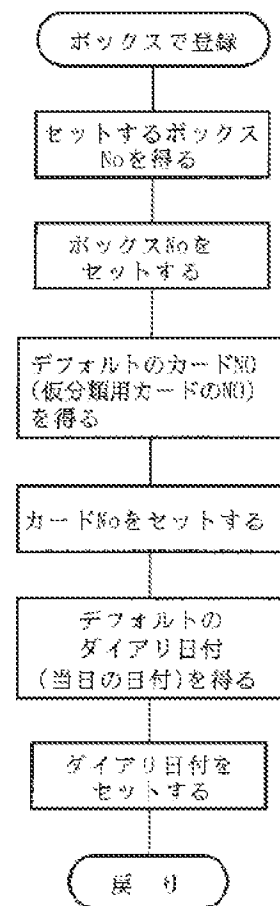 ボックスで登録
セットするボックス
Noを得る
ボックスNoを
セットする
デフォルトのカードNO
(仮分類用カードのNO)
を得る
カードNoをセットする
デフォルトの
ダイアリ日付
(当日の日付)を得る
ダイアリ日付を
セットする
戻 り